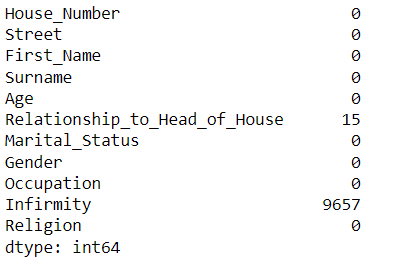 House_Number 0
Street 0
First_Name 0
Surname 0
Age 0
Relationship_to_Head_of_House 15
Marital_Status 0
Gender 0
Occupation 0
Infirmity 9657
Religion 0
dtype: int64